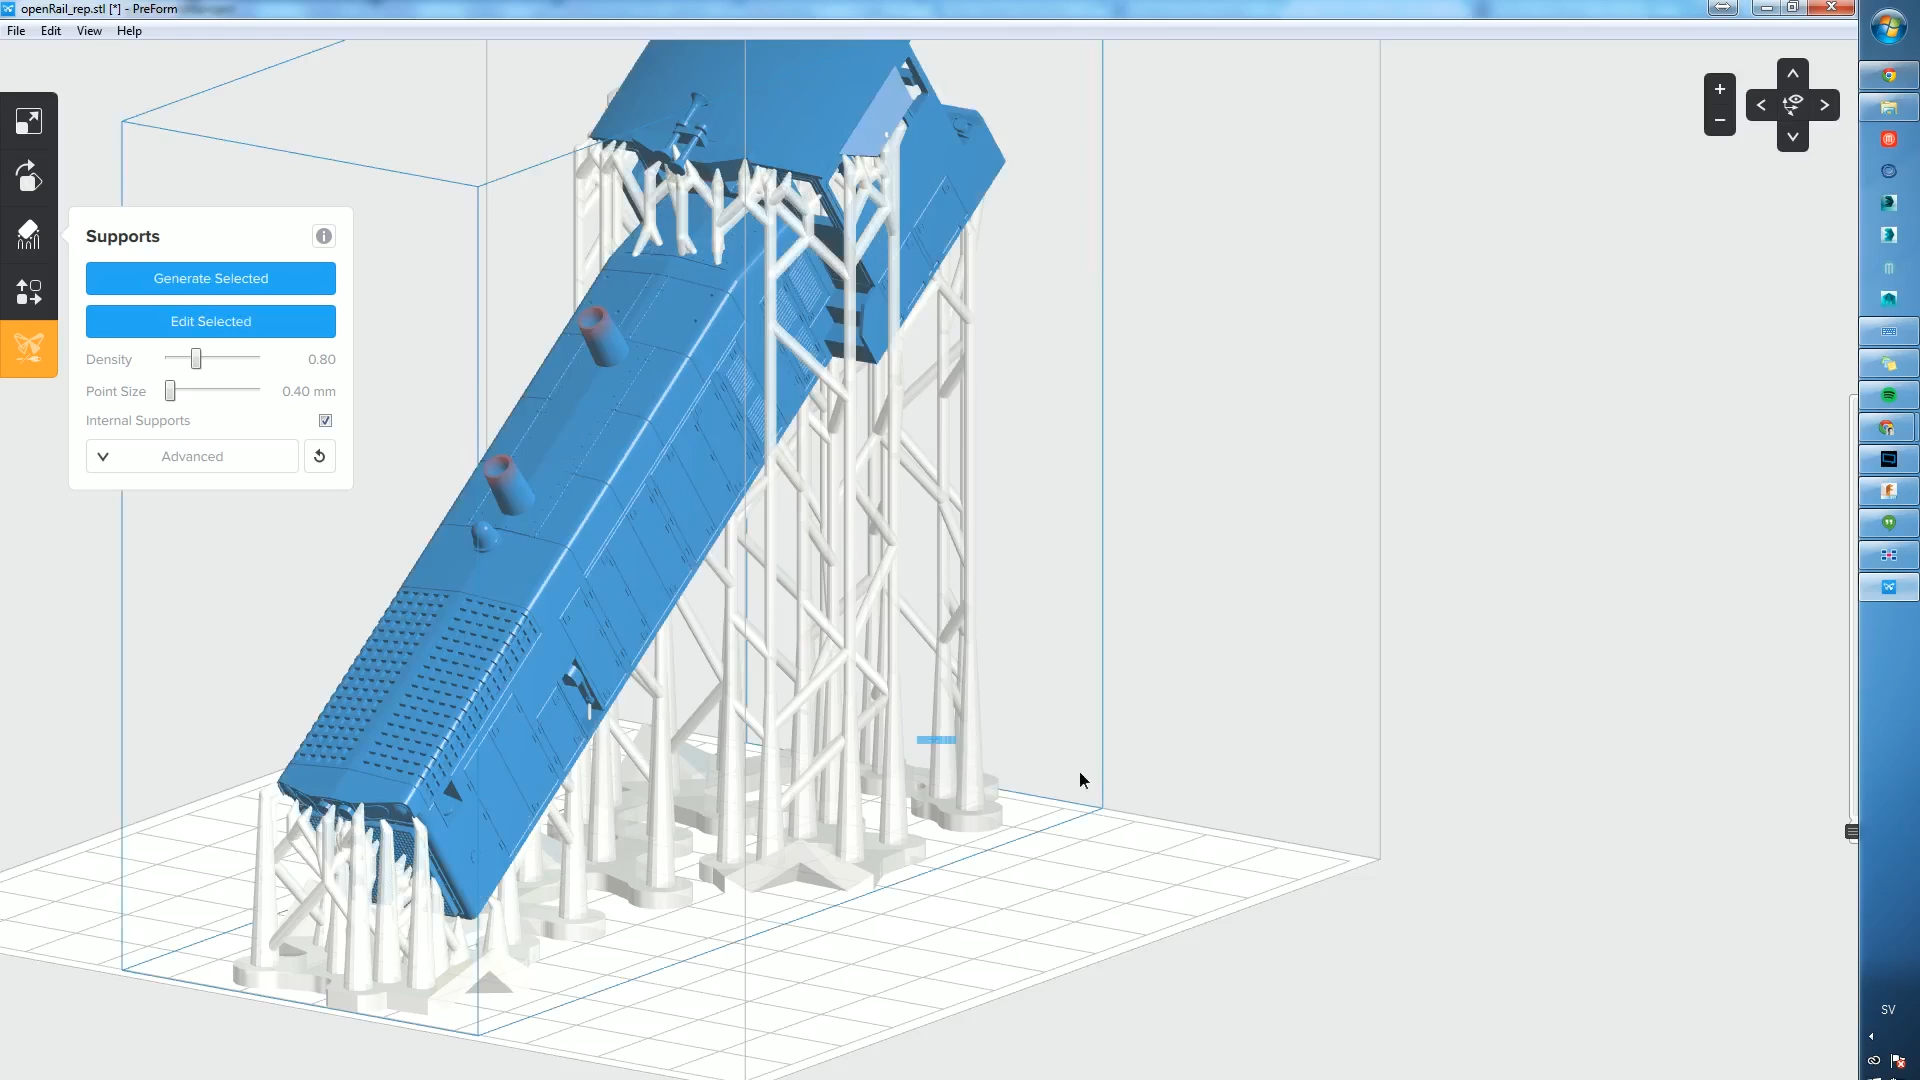 openRail_rep.stl [*] - PreForm
File Edit View Help
Supports
Generate Selected
Edit Selected
Density 0.80
Point Size 0.40 mm
Internal Supports
Advanced
SV